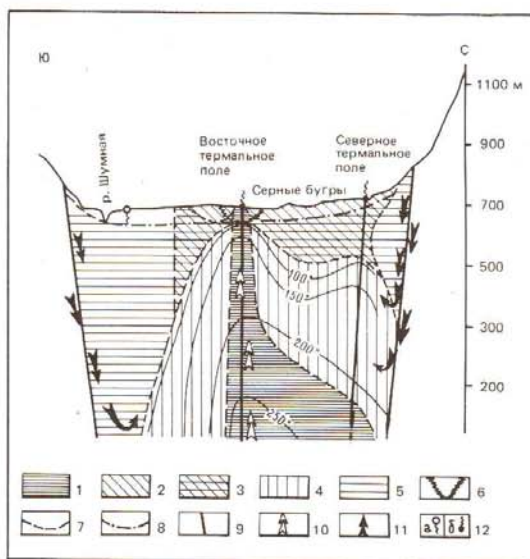 Ю С
1100 м
900
700
500
300
200
р. Шумная
Восточное
термальное
поле
Северное
термальное
поле
Серные бугры
100°
150°
200°
250°
1 2 3 4 5 6
7 8 9 10 11 а б 12